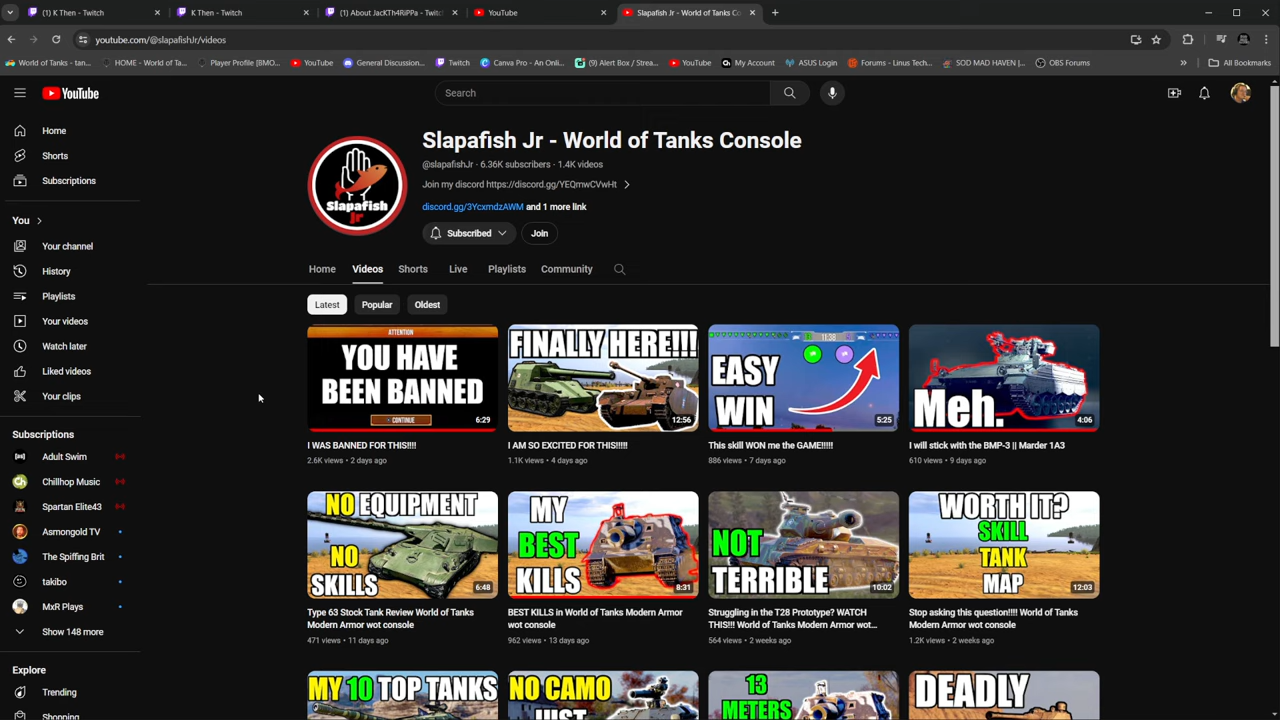 (1) K Then - Twitch
K Then - Twitch
(1) About JacKTh4RiPPa - Twitch
YouTube
Slapafish Jr - World of Tanks Co
youtube.com/@slapafishJr/videos
World of Tanks - tan...
HOME - World of Ta...
Player Profile [BMO...
YouTube
General Discussion...
Twitch
Canva Pro - An Onli...
(9) Alert Box / Strea...
YouTube
My Account
ASUS Login
Forums - Linus Tech...
SOD MAD HAVEN |...
OBS Forums
All Bookmarks
YouTube
Search
Home
Shorts
Subscriptions
You
Your channel
History
Playlists
Your videos
Watch later
Liked videos
Your clips
Subscriptions
Adult Swim
Chillhop Music
Spartan Elite43
Asmongold TV
The Spiffing Brit
takibo
MxR Plays
Show 148 more
Explore
Trending
Shopping
Slapafish
Jr
Slapafish Jr - World of Tanks Console
@slapafishJr · 6.36K subscribers · 1.4K videos
Join my discord https://discord.gg/YEQmwCVwHt
discord.gg/3YcxmdzAWM and 1 more link
Subscribed
Join
Home
Videos
Shorts
Live
Playlists
Community
Latest
Popular
Oldest
ATTENTION
YOU HAVE
BEEN BANNED
CONTINUE
6:29
I WAS BANNED FOR THIS!!!!
2.6K views • 2 days ago
FINALLY HERE!!!
12:56
I AM SO EXCITED FOR THIS!!!!!
1.1K views • 4 days ago
EASY
WIN
5:25
This skill WON me the GAME!!!!!
886 views • 7 days ago
Meh.
4:06
I will stick with the BMP-3 || Marder 1A3
610 views • 9 days ago
NO EQUIPMENT
NO
SKILLS
6:48
Type 63 Stock Tank Review World of Tanks
Modern Armor wot console
471 views • 11 days ago
MY
BEST
KILLS
8:31
BEST KILLS in World of Tanks Modern Armor
wot console
962 views • 13 days ago
NOT
TERRIBLE
10:02
Struggling in the T28 Prototype? WATCH
THIS!!! World of Tanks Modern Armor wot...
564 views • 2 weeks ago
WORTH IT?
SKILL
TANK
MAP
12:03
Stop asking this question!!!! World of Tanks
Modern Armor wot console
1.2K views • 2 weeks ago
MY 10 TOP TANKS
NO CAMO
JUST
13
METERS
DEADLY